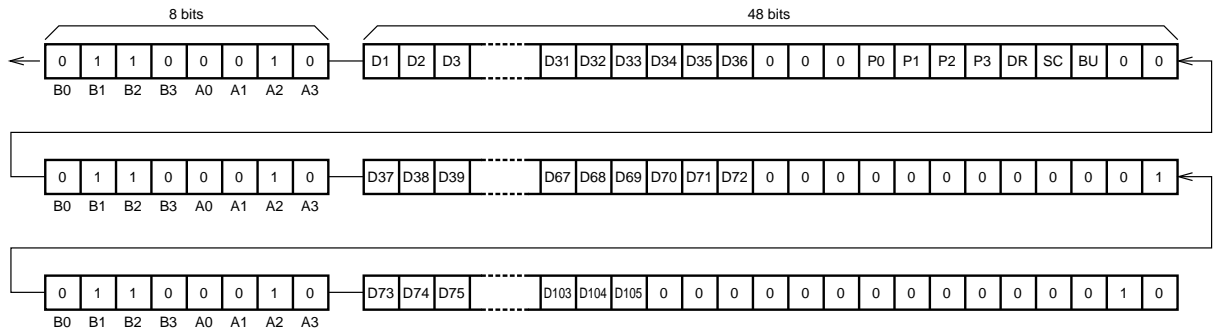 8 bits 48 bits
0 1 1 0 0 0 1 0 D1 D2 D3 D31 D32 D33 D34 D35 D36 0 0 0 P0 P1 P2 P3 DR SC BU 0 0
B0 B1 B2 B3 A0 A1 A2 A3
0 1 1 0 0 0 1 0 D37 D38 D39 D67 D68 D69 D70 D71 D72 0 0 0 0 0 0 0 0 0 0 0 1
B0 B1 B2 B3 A0 A1 A2 A3
0 1 1 0 0 0 1 0 D73 D74 D75 D103 D104 D105 0 0 0 0 0 0 0 0 0 0 0 0 0 1 0
B0 B1 B2 B3 A0 A1 A2 A3